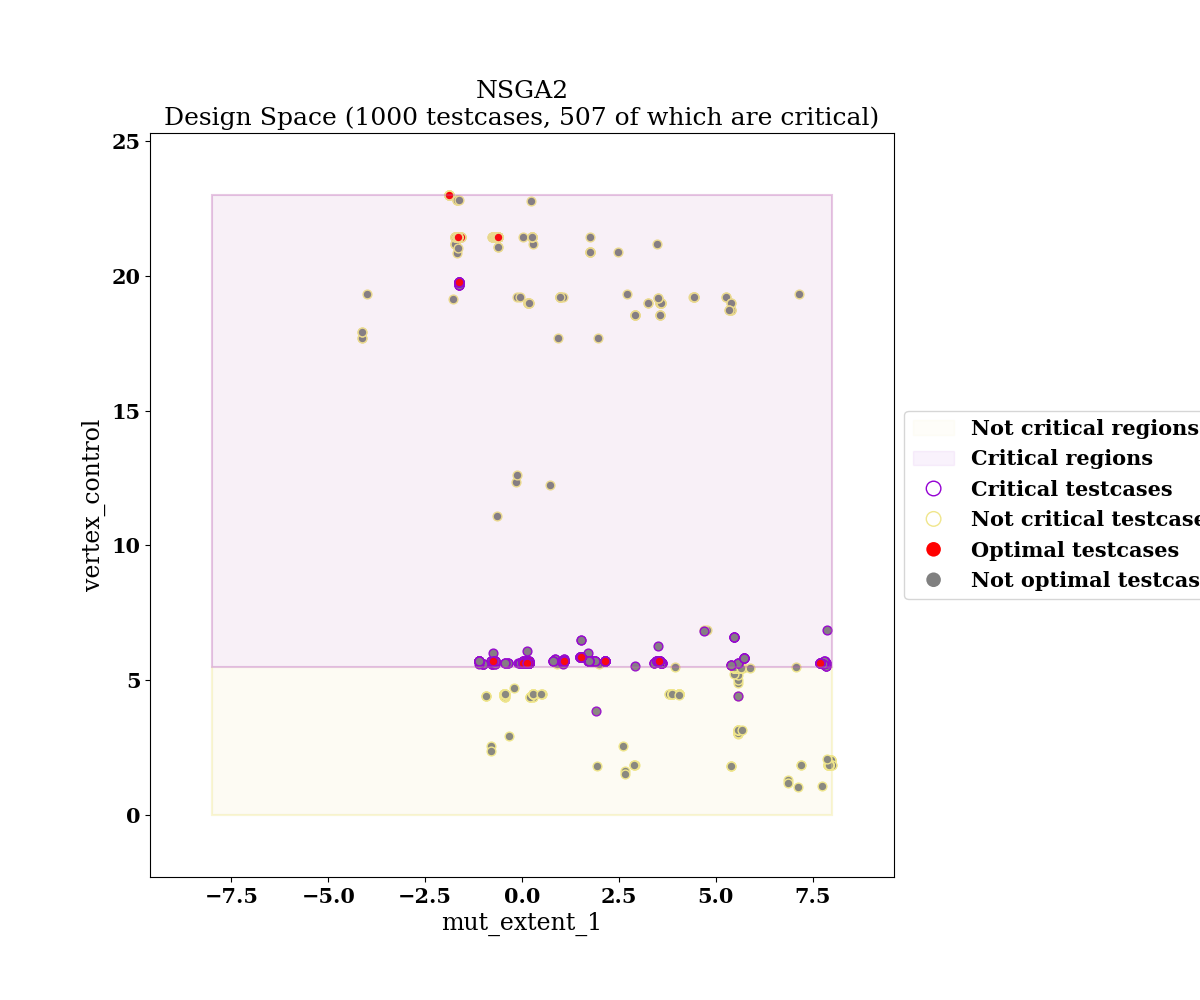 NSGA2
Design Space (1000 testcases, 507 of which are critical)
25
20
15
10
5
0
vertex_control
−7.5
−5.0
−2.5
0.0
2.5
5.0
7.5
mut_extent_1
Not critical regions
Critical regions
Critical testcases
Not critical testcase
Optimal testcases
Not optimal testcas